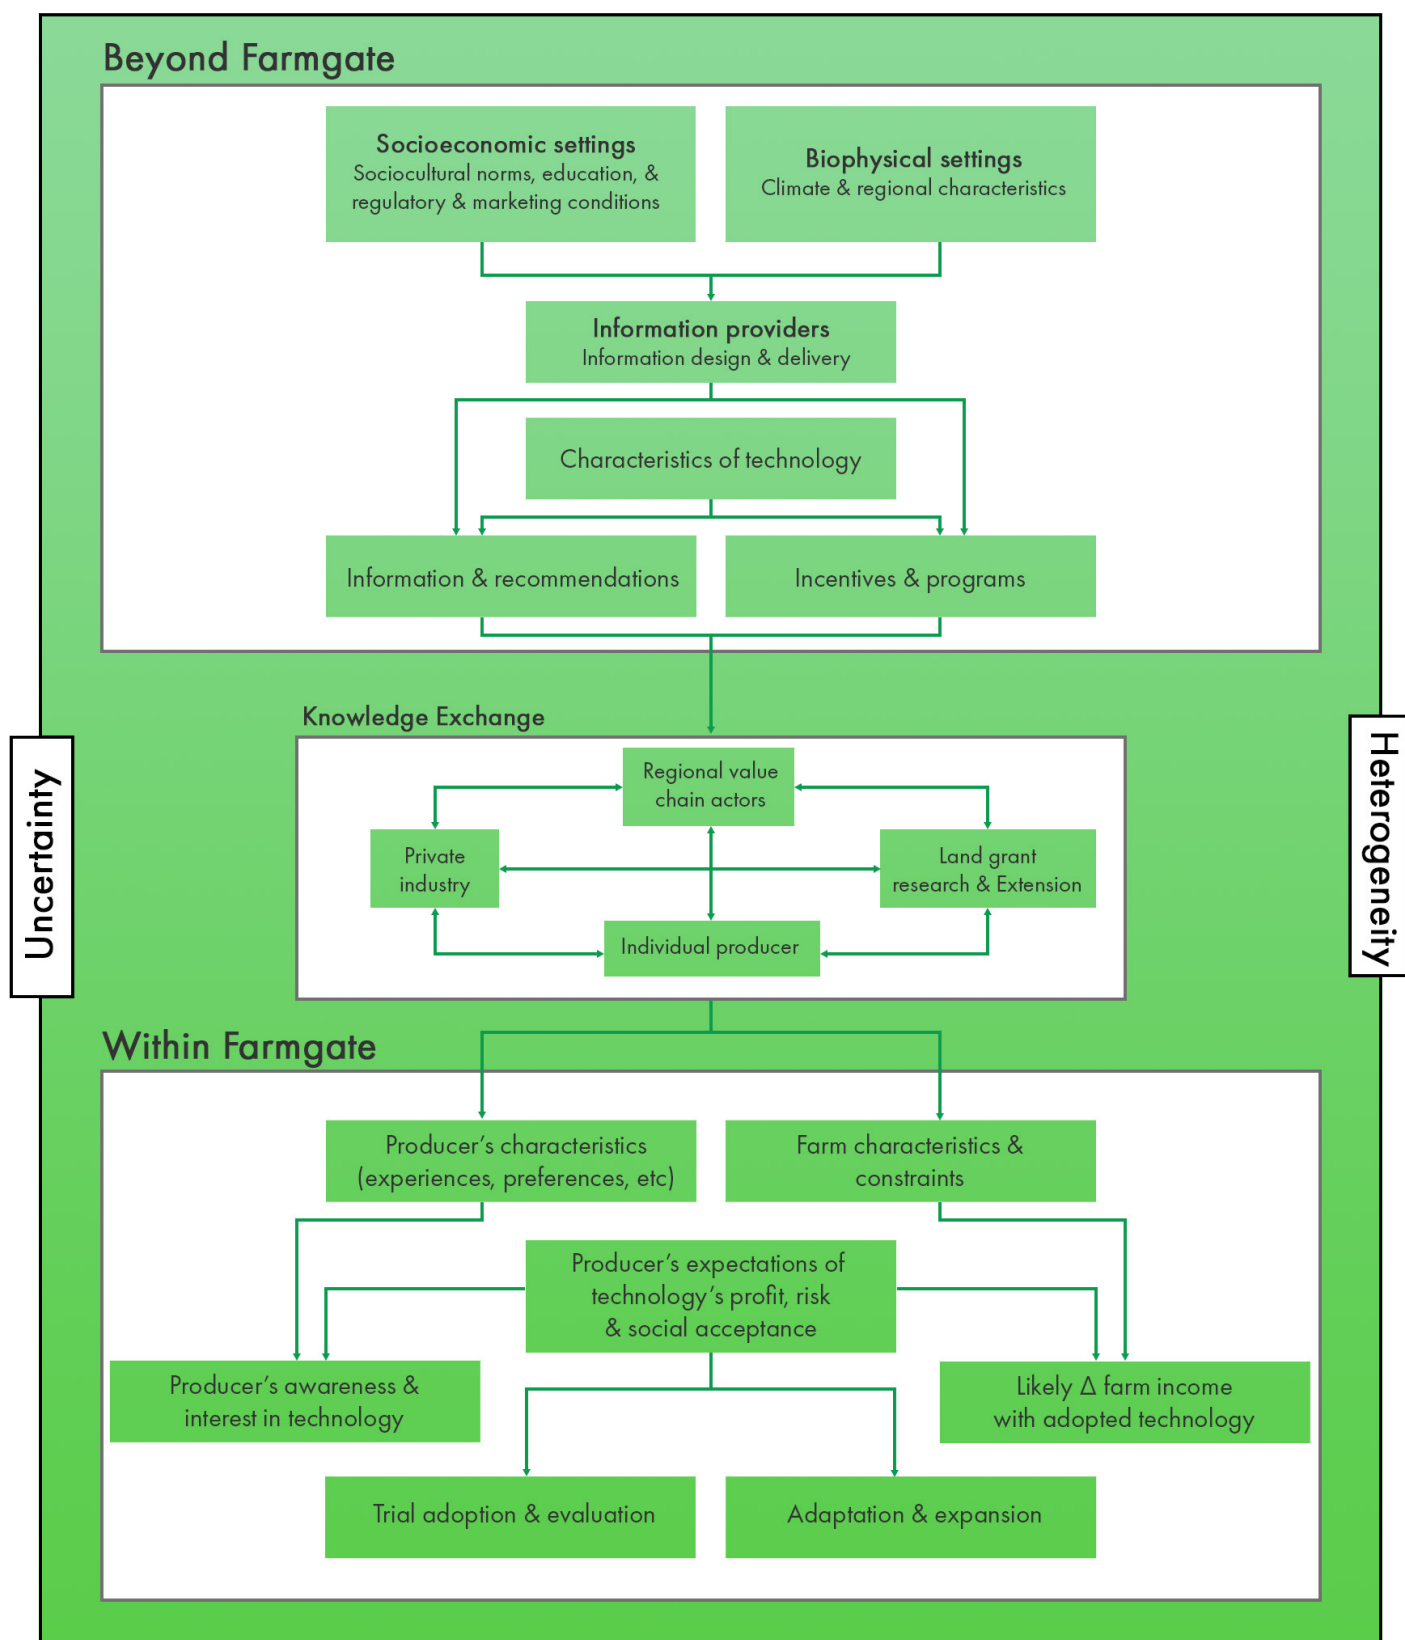 Beyond Farmgate
Socioeconomic settings
Sociocultural norms, education, &
regulatory & marketing conditions
Biophysical settings
Climate & regional characteristics
Information providers
Information design & delivery
Characteristics of technology
Information & recommendations
Incentives & programs
Knowledge Exchange
Regional value
chain actors
Private
industry
Land grant
research & Extension
Individual producer
Uncertainty
Heterogeneity
Within Farmgate
Producer’s characteristics
(experiences, preferences, etc)
Farm characteristics &
constraints
Producer’s expectations of
technology’s profit, risk
& social acceptance
Producer’s awareness &
interest in technology
Likely Δ farm income
with adopted technology
Trial adoption & evaluation
Adaptation & expansion